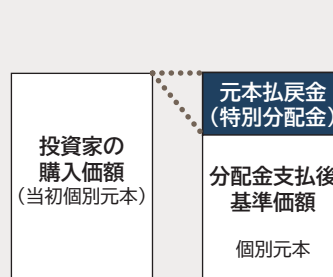 投資家の
購入価額
（当初個別元本）
元本払戻金
（特別分配金）
分配金支払後
基準価額
個別元本